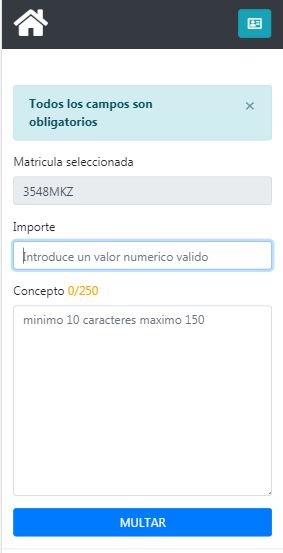 Todos los campos son
obligatorios
×
Matricula seleccionada
3548MKZ
Importe
Introduce un valor numerico valido
Concepto 0/250
minimo 10 caracteres maximo 150
MULTAR